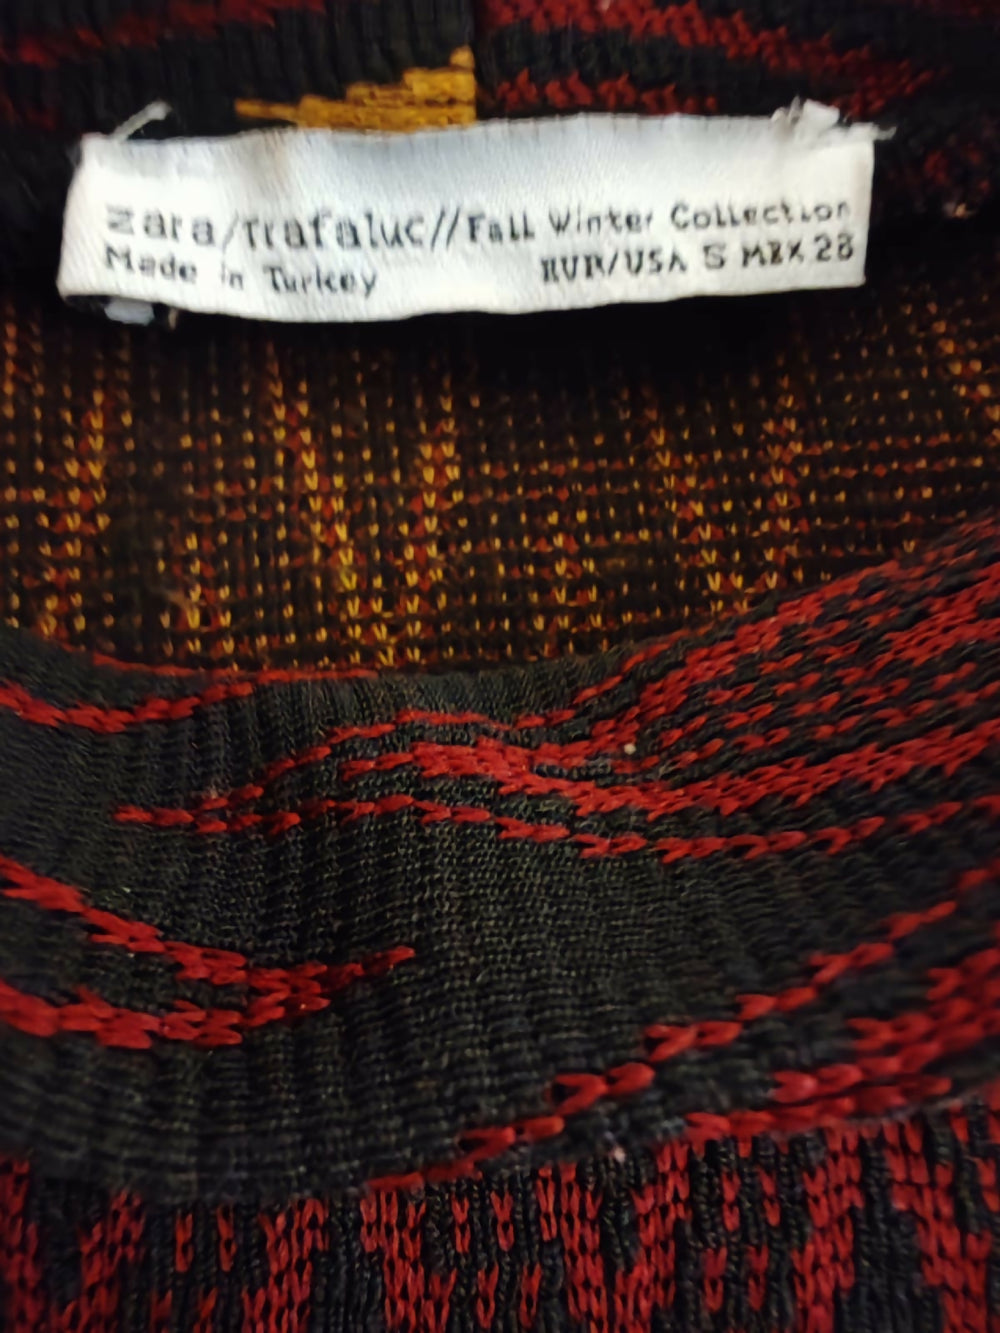 zara/trafaluc//Fall Winter Collection
Made in Turkey EUR/USA S MEX 28